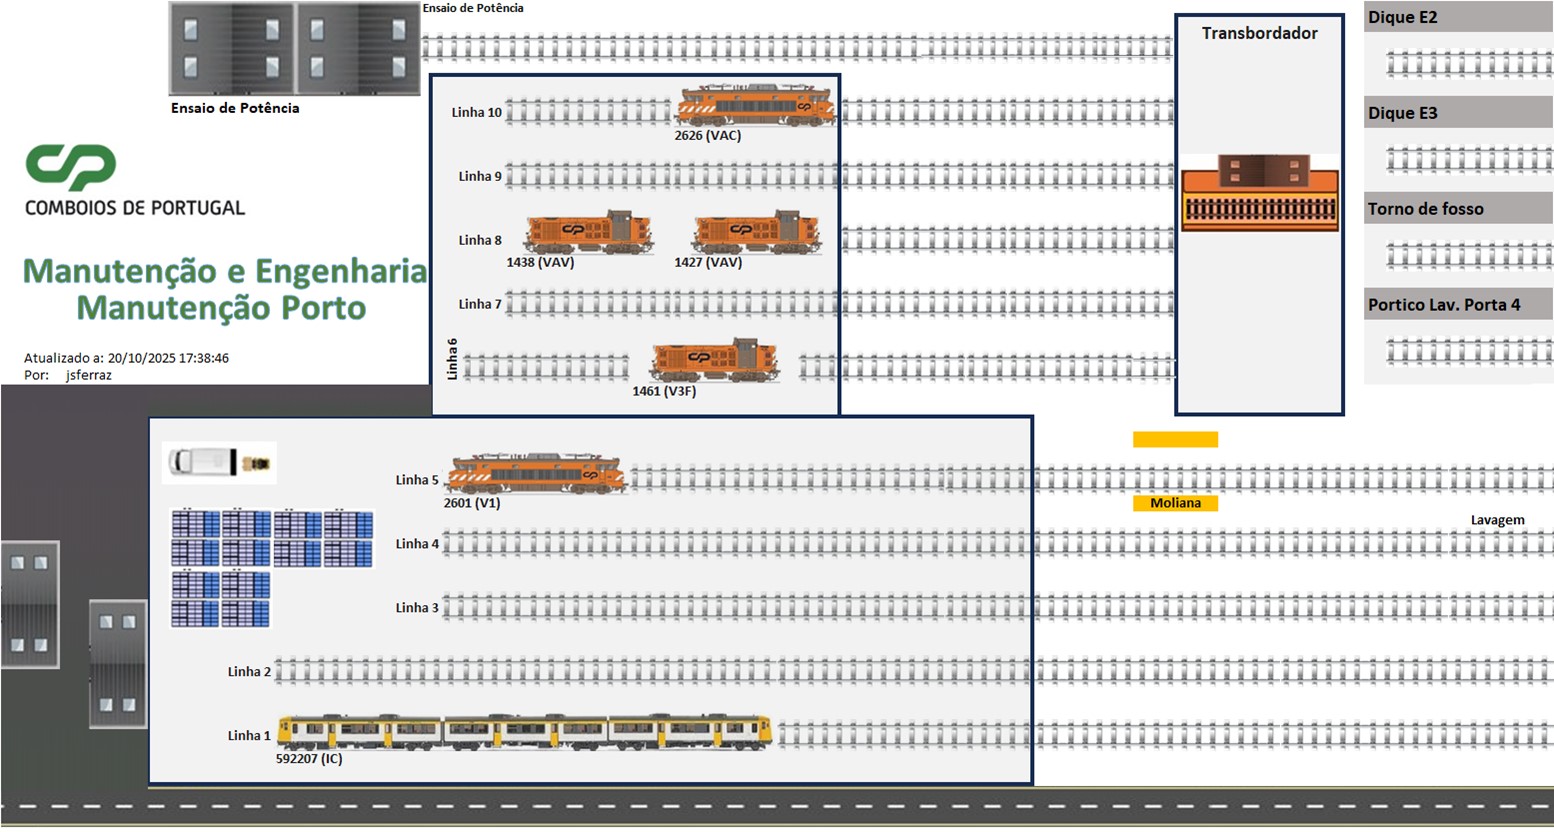 Ensaio de Potência
Ensaio de Potência
CP
COMBOIOS DE PORTUGAL
Manutenção e Engenharia
Manutenção Porto
Atualizado a: 20/10/2025 17:38:46
Por: jsferraz
Linha 10
2626 (VAC)
Linha 9
Linha 8
1438 (VAV)
1427 (VAV)
Linha 7
Linha 6
1461 (V3F)
Transbordador
Dique E2
Dique E3
Torno de fosso
Portico Lav. Porta 4
Linha 5
2601 (V1)
Moliana
Lavagem
Linha 4
Linha 3
Linha 2
Linha 1
592207 (IC)